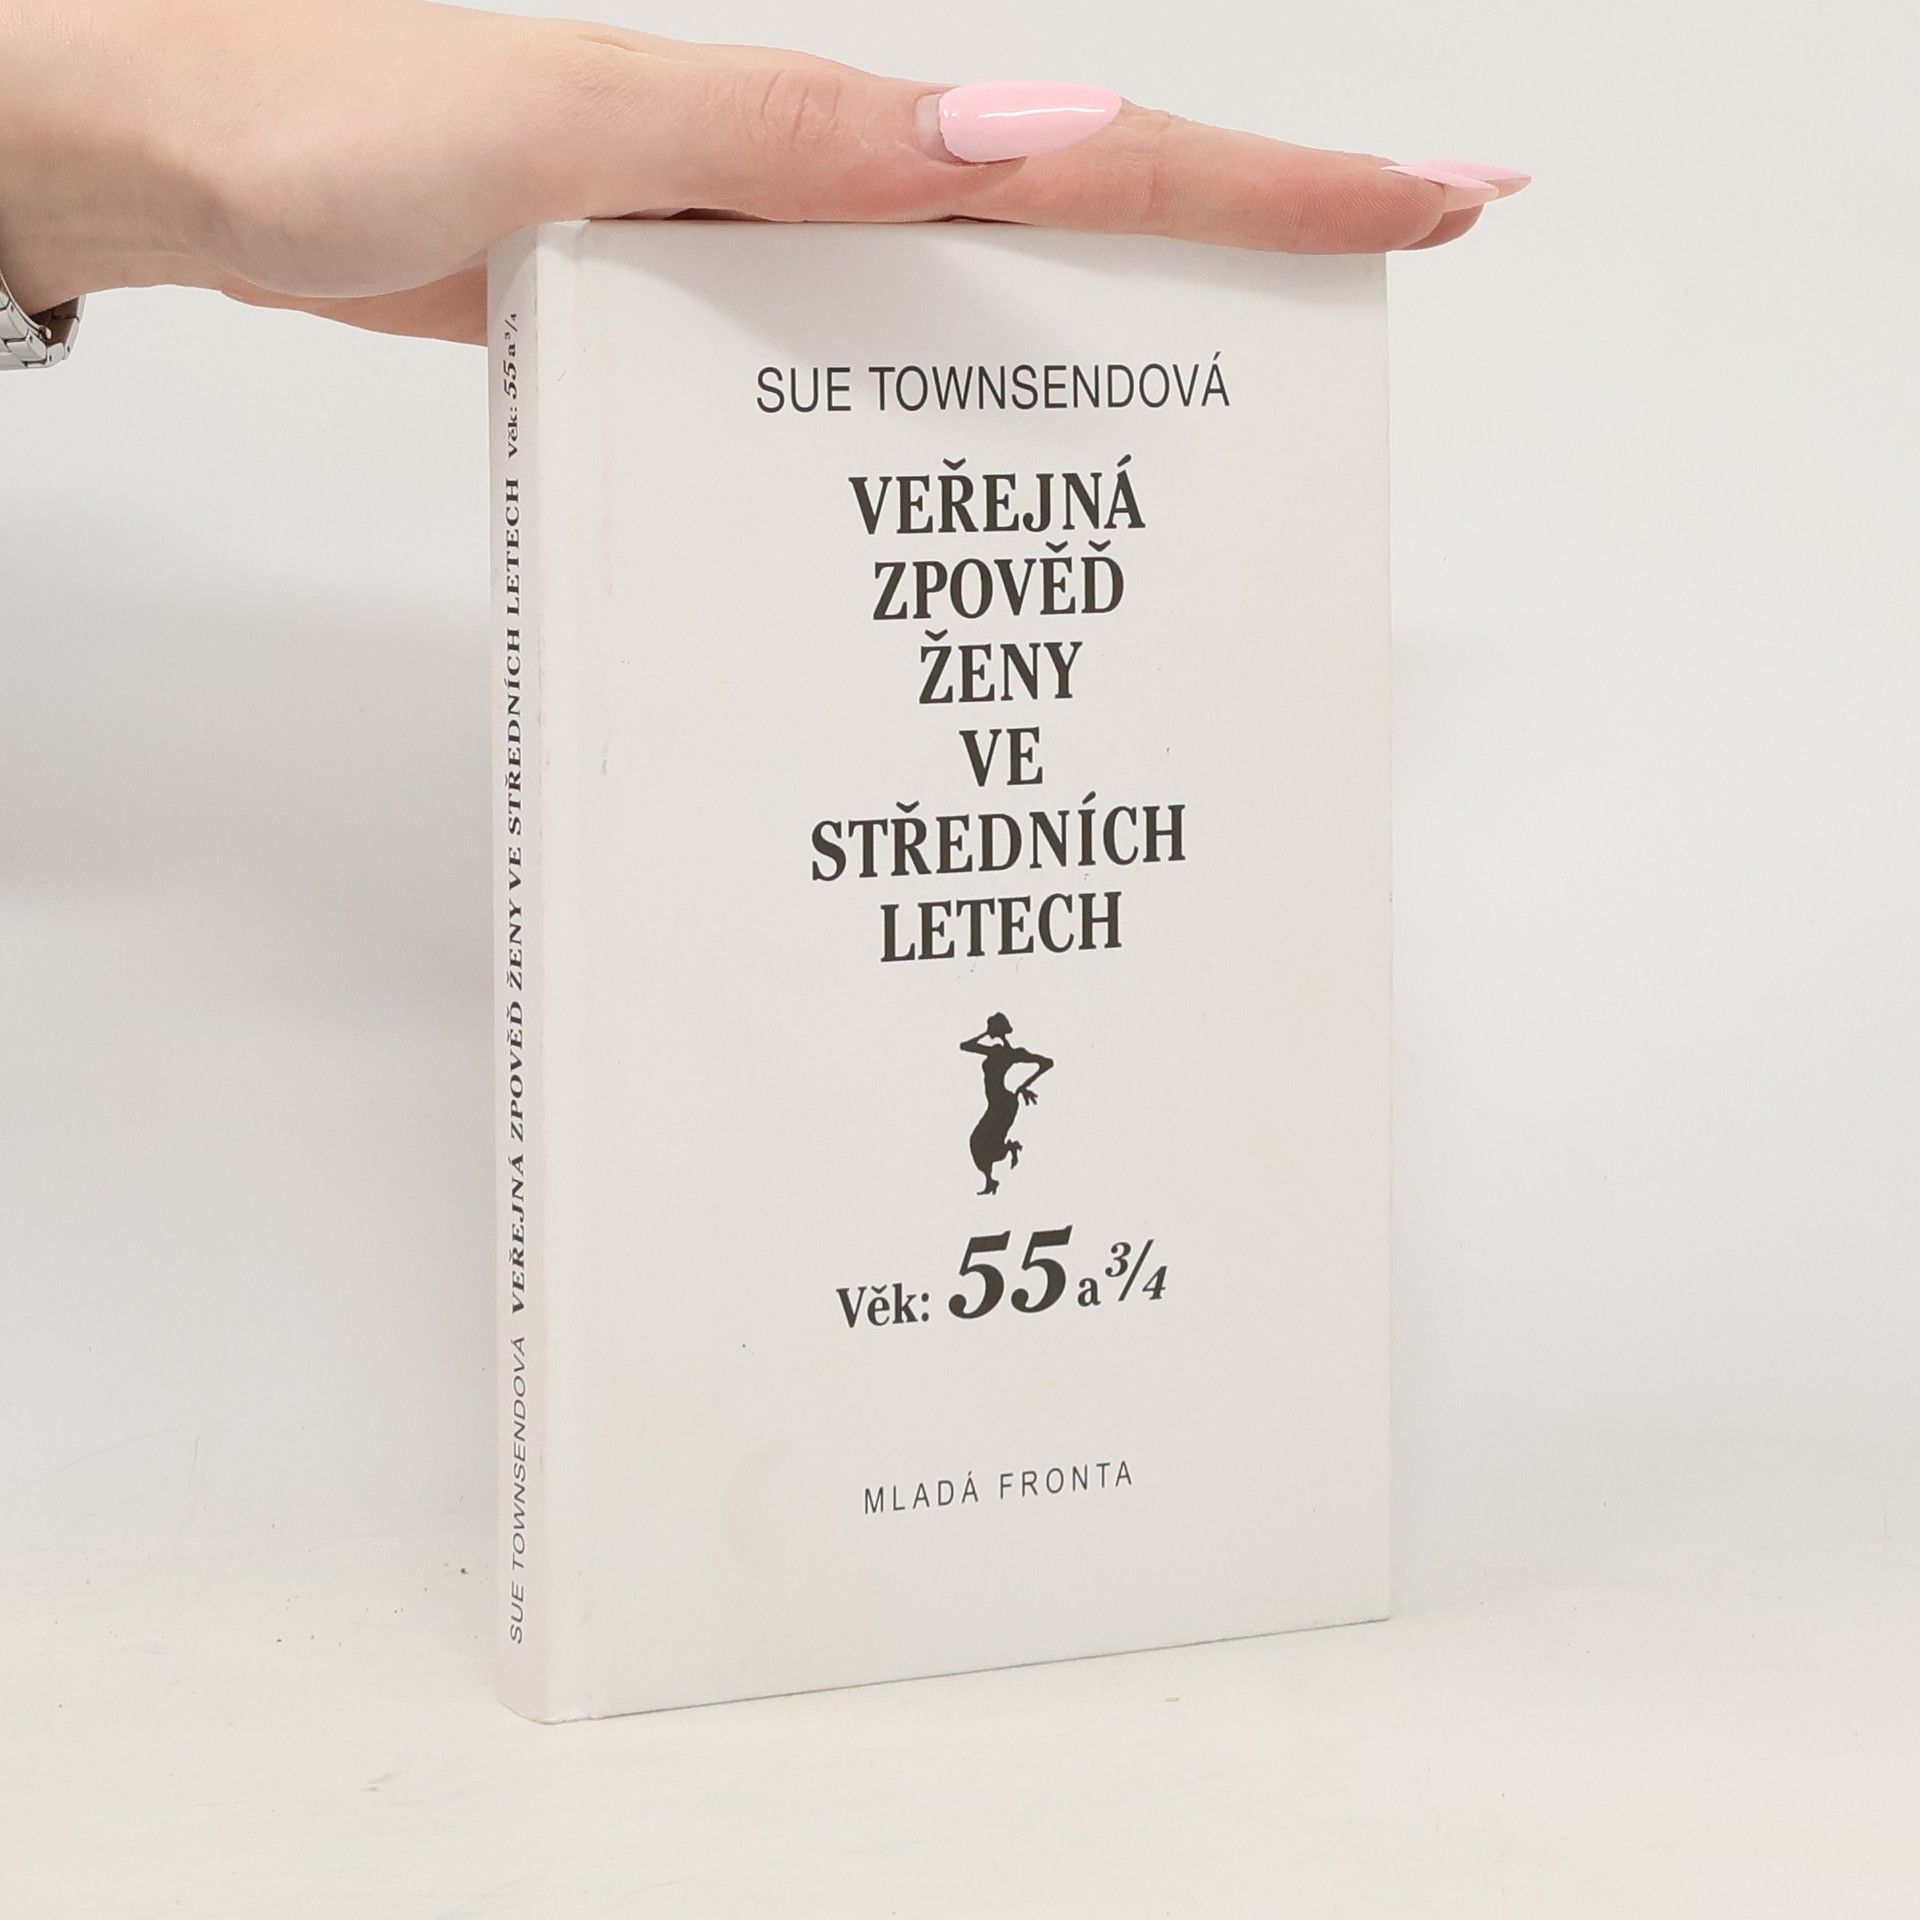 SUE TOWNSENDOVÁ
VEŘEJNÁ
ZPOVĚĎ
ŽENY
VE
STŘEDNÍCH
LETECH
Věk: 55 a 3/4
MLADÁ FRONTA
SUE TOWNSENDOVÁ VEŘEJNÁ ZPOVĚĎ ŽENY VE STŘEDNÍCH LETECH Věk: 55 a 3/4